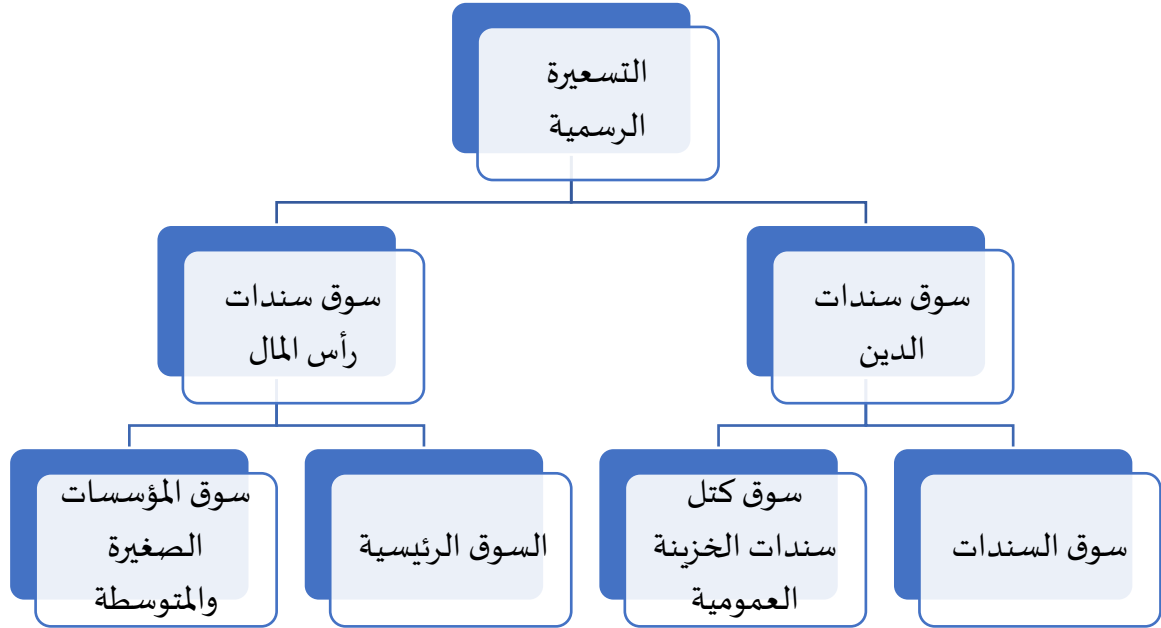 التسعيرة
الرسمية
سوق سندات
الدين
سوق سندات
رأس المال
سوق السندات
سوق كتل
سندات الخزينة
العمومية
السوق الرئيسية
سوق المؤسسات
الصغيرة
والمتوسطة